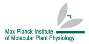 Max Planck Institute
of Molecular Plant Physiology